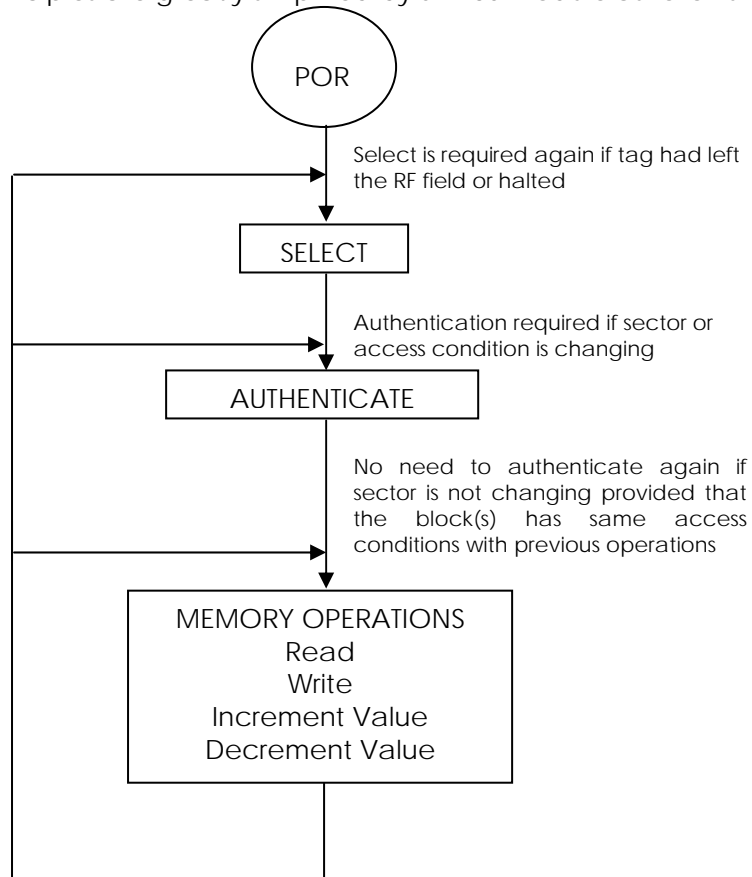 POR
Select is required again if tag had left
the RF field or halted
SELECT
Authentication required if sector or
access condition is changing
AUTHENTICATE
No need to authenticate again if
sector is not changing provided that
the block(s) has same access
conditions with previous operations
MEMORY OPERATIONS
Read
Write
Increment Value
Decrement Value